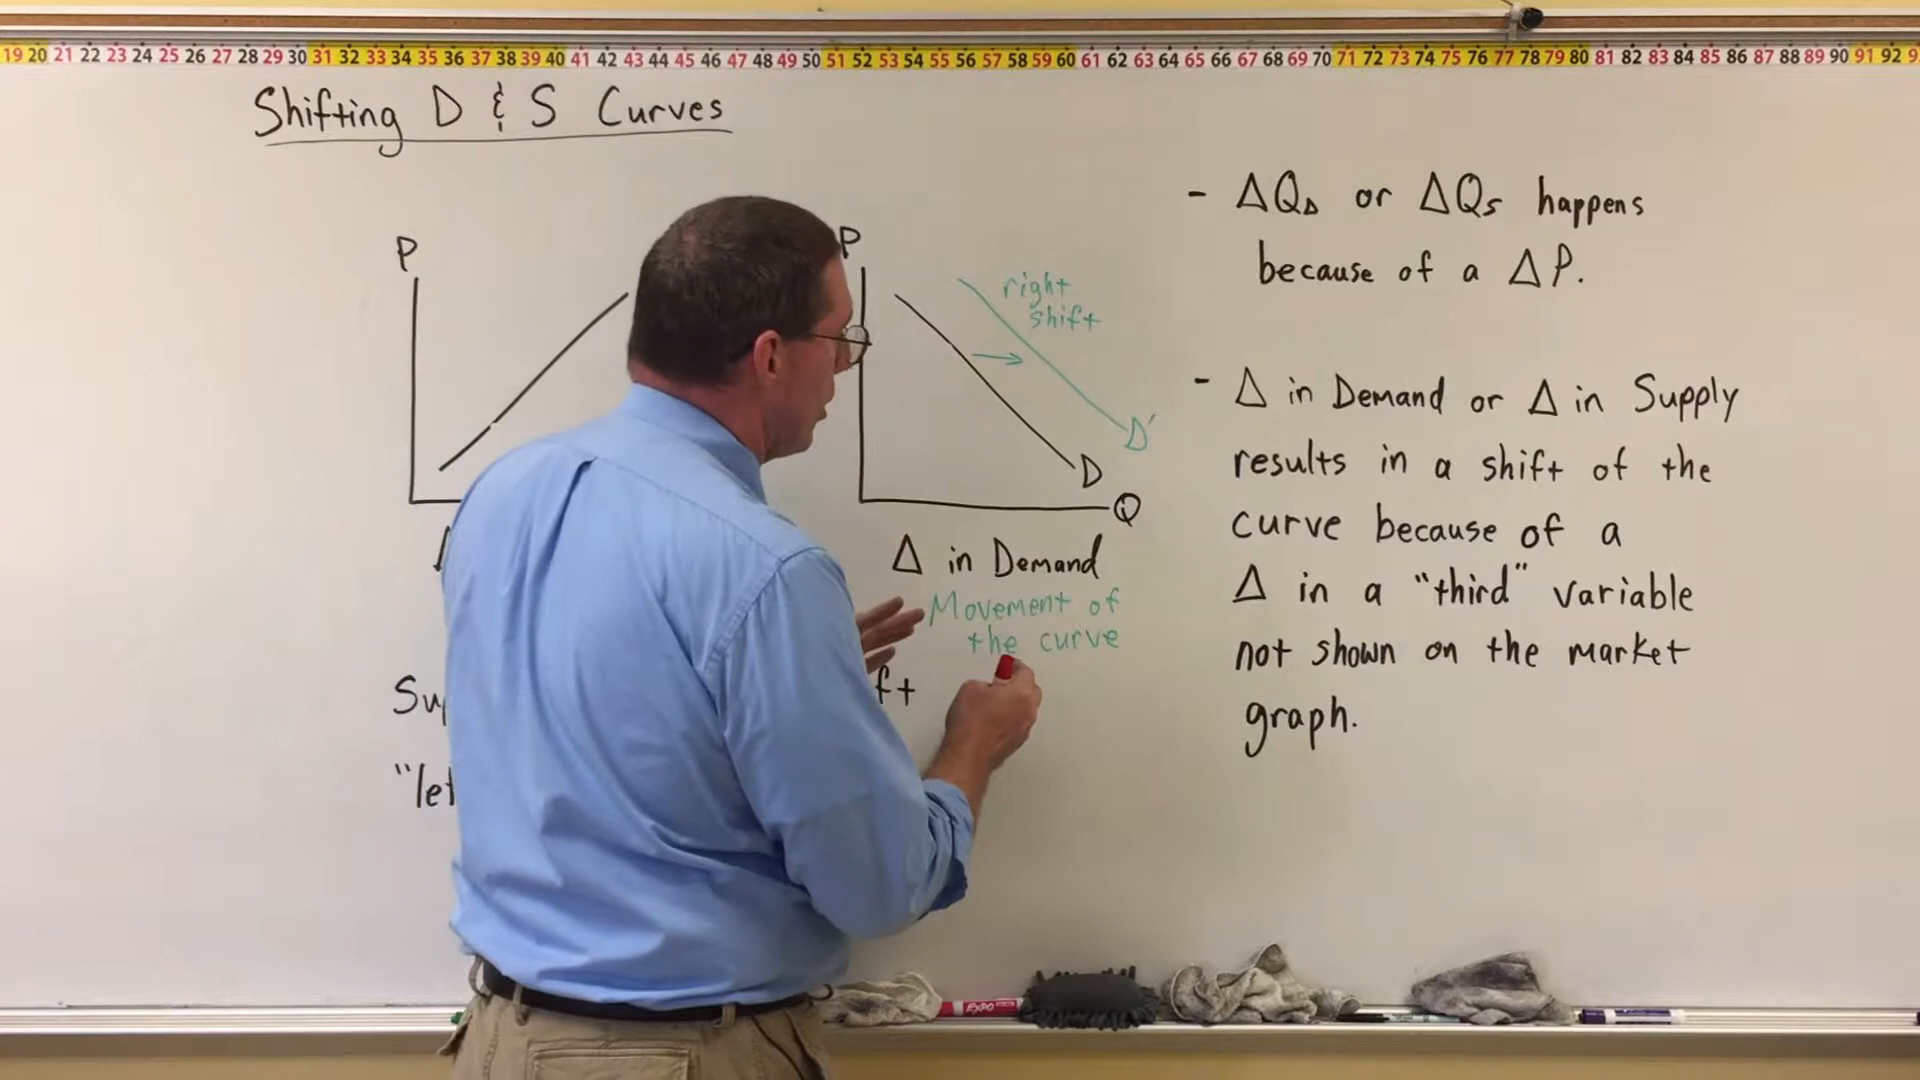 19 20 21 22 23 24 25 26 27 28 29 30 31 32 33 34 35 36 37 38 39 40 41 42 43 44 45 46 47 48 49 50 51 52 53 54 55 56 57 58 59 60 61 62 63 64 65 66 67 68 69 70 71 72 73 74 75 76 77 78 79 80 81 82 83 84 85 86 87 88 89 90 91 92
Shifting D & S Curves
P
P
right
shift
D'
D
Q
Δ in Demand
Movement of
the curve
- ΔQD or ΔQS happens
because of a ΔP.
- Δ in Demand or Δ in Supply
results in a shift of the
curve because of a
Δ in a "third" variable
not shown on the market
graph.
EXPO